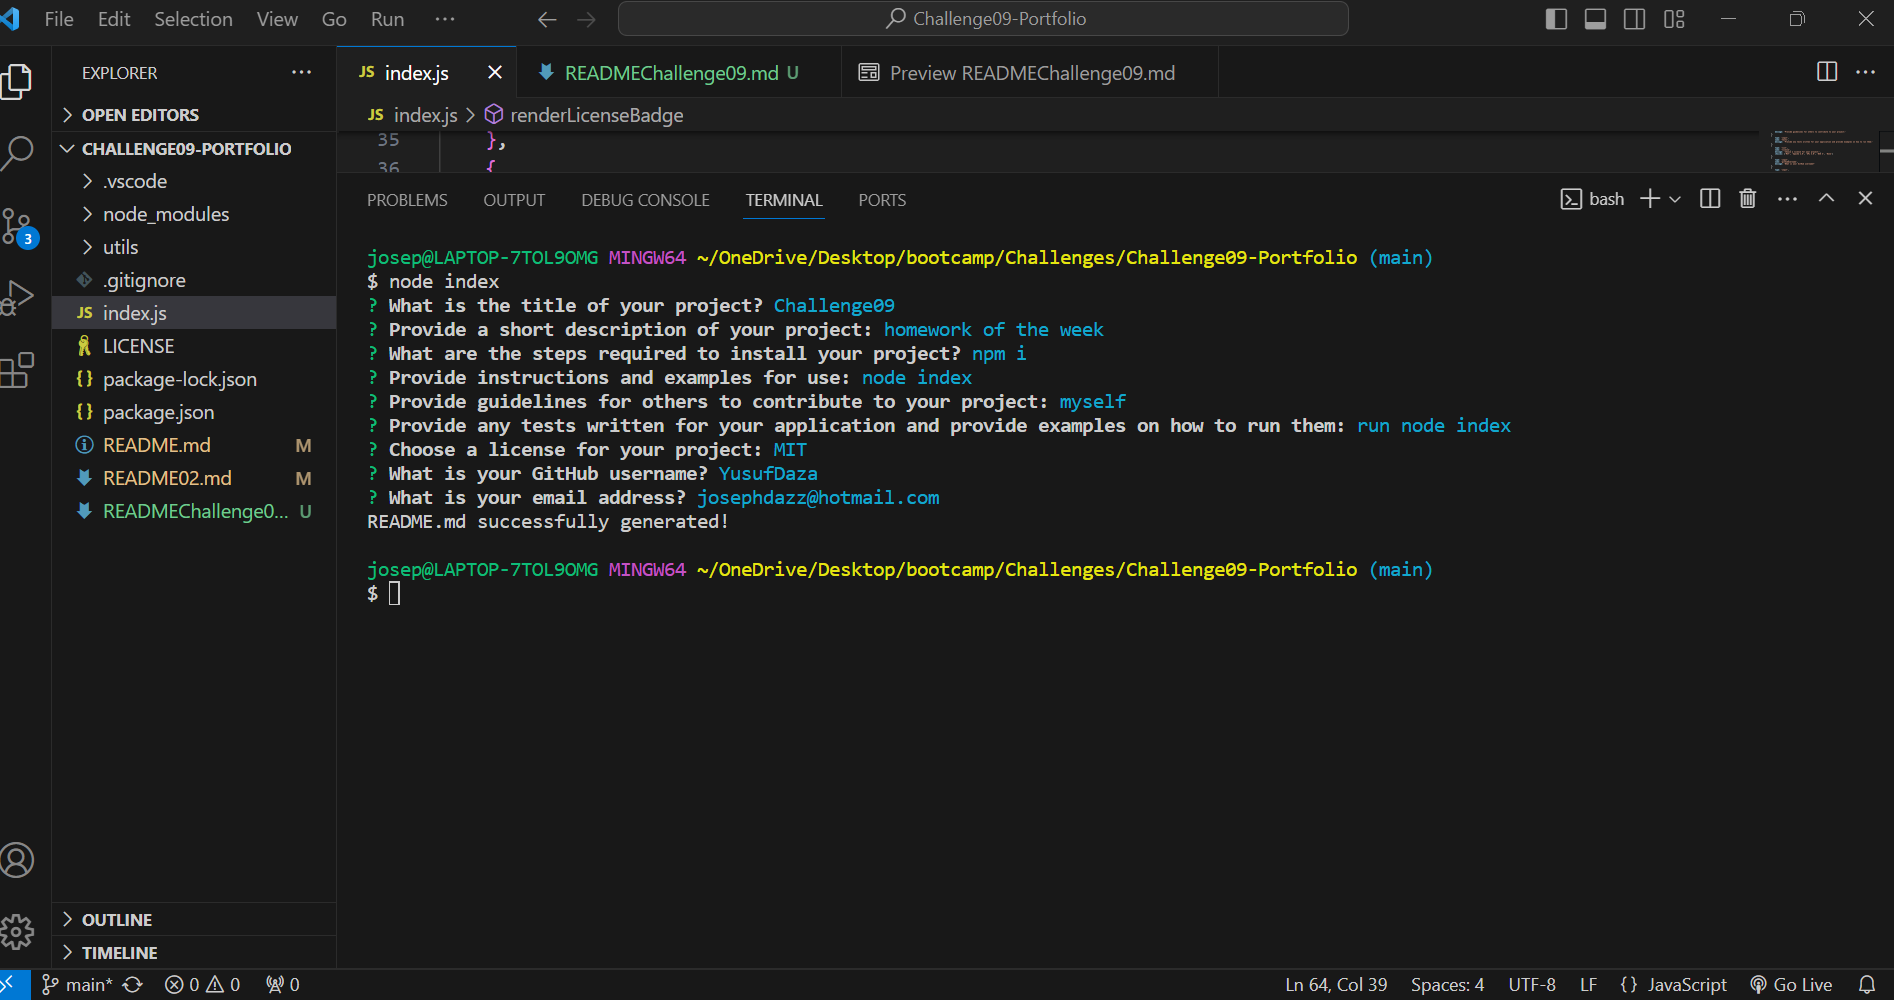 File Edit Selection View Go Run ···
Challenge09-Portfolio
EXPLORER ···
OPEN EDITORS
CHALLENGE09-PORTFOLIO
.vscode
node_modules
utils
.gitignore
JS index.js
LICENSE
{} package-lock.json
{} package.json
README.md M
README02.md M
READMEChallenge0... U
3
OUTLINE
TIMELINE
JS index.js
READMEChallenge09.md U
Preview READMEChallenge09.md
JS index.js > renderLicenseBadge
35 },
36 {
PROBLEMS OUTPUT DEBUG CONSOLE TERMINAL PORTS
bash
josep@LAPTOP-7TOL9OMG MINGW64 ~/OneDrive/Desktop/bootcamp/Challenges/Challenge09-Portfolio (main)
$ node index
? What is the title of your project? Challenge09
? Provide a short description of your project: homework of the week
? What are the steps required to install your project? npm i
? Provide instructions and examples for use: node index
? Provide guidelines for others to contribute to your project: myself
? Provide any tests written for your application and provide examples on how to run them: run node index
? Choose a license for your project: MIT
? What is your GitHub username? YusufDaza
? What is your email address? josephdazz@hotmail.com
README.md successfully generated!
josep@LAPTOP-7TOL9OMG MINGW64 ~/OneDrive/Desktop/bootcamp/Challenges/Challenge09-Portfolio (main)
$
main* 0 0 0
Ln 64, Col 39 Spaces: 4 UTF-8 LF {} JavaScript Go Live